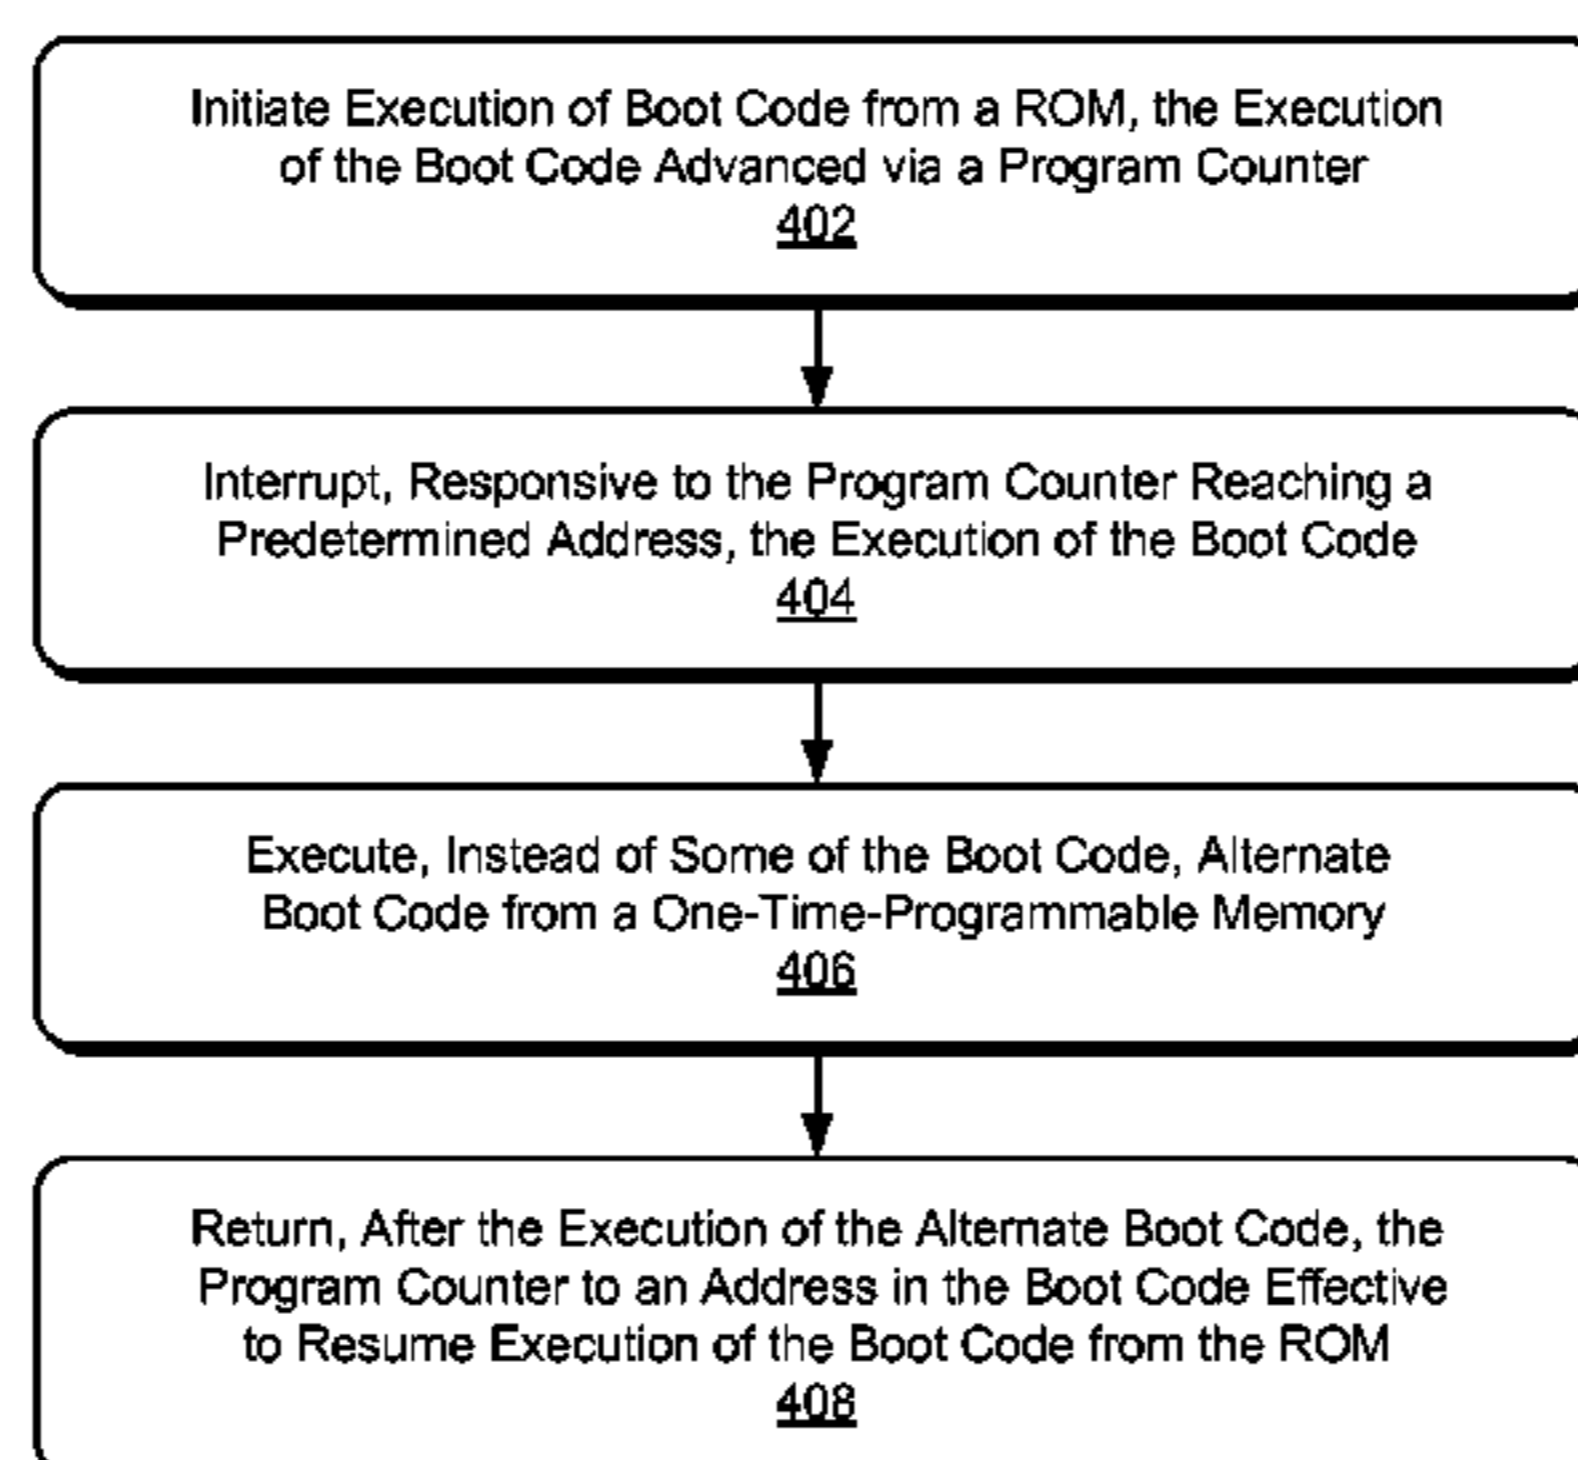 Initiate Execution of Boot Code from a ROM, the Execution
of the Boot Code Advanced via a Program Counter
402
Interrupt, Responsive to the Program Counter Reaching a
Predetermined Address, the Execution of the Boot Code
404
Execute, Instead of Some of the Boot Code, Alternate
Boot Code from a One-Time-Programmable Memory
406
Return, After the Execution of the Alternate Boot Code, the
Program Counter to an Address in the Boot Code Effective
to Resume Execution of the Boot Code from the ROM
408